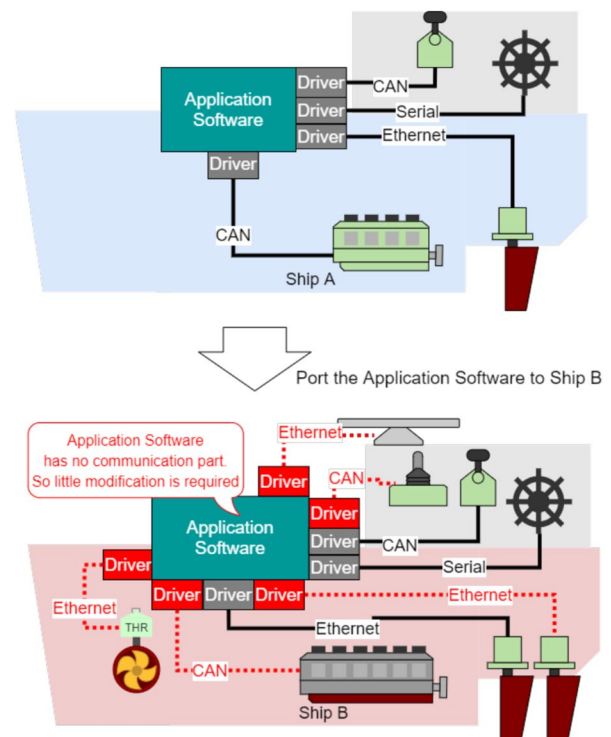 Driver
CAN
Application
Software
Driver
Serial
Driver
Ethernet
Driver
CAN
Ship A
Port the Application Software to Ship B
Ethernet
Application Software
has no communication part.
So little modification is required
Driver
CAN
Driver
Application
Software
Driver
CAN
Driver
Driver
Serial
Driver
Driver
Driver
Ethernet
Ethernet
THR
Ethernet
CAN
Ship B